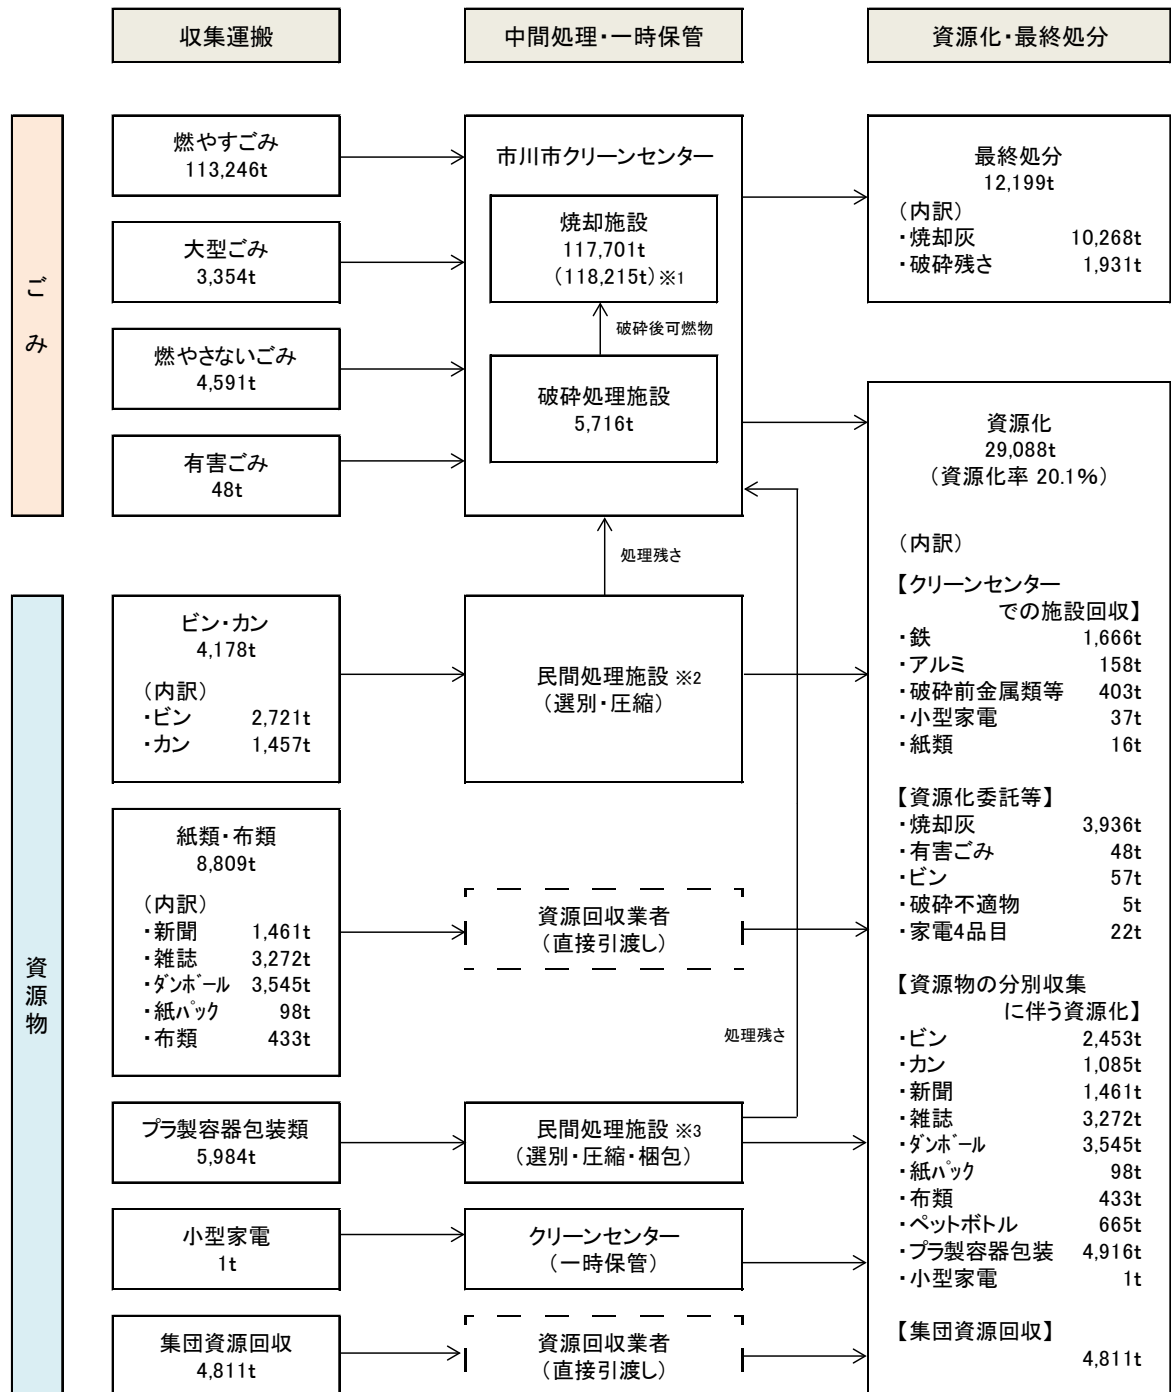 収集運搬
中間処理・一時保管
資源化・最終処分
ごみ
燃やすごみ
113,246t
大型ごみ
3,354t
燃やさないごみ
4,591t
有害ごみ
48t
市川市クリーンセンター
焼却施設
117,701t
(118,215t)※1
破砕後可燃物
破砕処理施設
5,716t
処理残さ
最終処分
12,199t
(内訳)
・焼却灰 10,268t
・破砕残さ 1,931t
資源物
ビン・カン
4,178t
(内訳)
・ビン 2,721t
・カン 1,457t
民間処理施設 ※2
(選別・圧縮)
紙類・布類
8,809t
(内訳)
・新聞 1,461t
・雑誌 3,272t
・ダンボール 3,545t
・紙パック 98t
・布類 433t
資源回収業者
(直接引渡し)
処理残さ
プラ製容器包装類
5,984t
民間処理施設 ※3
(選別・圧縮・梱包)
小型家電
1t
クリーンセンター
(一時保管)
集団資源回収
4,811t
資源回収業者
(直接引渡し)
資源化
29,088t
(資源化率 20.1%)
(内訳)
【クリーンセンター
での施設回収】
・鉄 1,666t
・アルミ 158t
・破砕前金属類等 403t
・小型家電 37t
・紙類 16t
【資源化委託等】
・焼却灰 3,936t
・有害ごみ 48t
・ビン 57t
・破砕不適物 5t
・家電4品目 22t
【資源物の分別収集
に伴う資源化】
・ビン 2,453t
・カン 1,085t
・新聞 1,461t
・雑誌 3,272t
・ダンボール 3,545t
・紙パック 98t
・布類 433t
・ペットボトル 665t
・プラ製容器包装 4,916t
・小型家電 1t
【集団資源回収】
4,811t